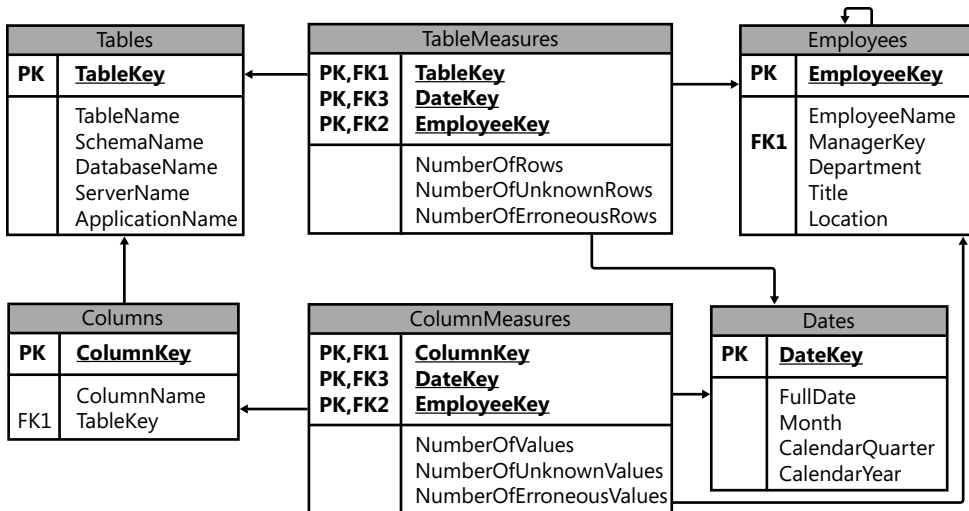 Tables
PK TableKey
TableName
SchemaName
DatabaseName
ServerName
ApplicationName
TableMeasures
PK,FK1 TableKey
PK,FK3 DateKey
PK,FK2 EmployeeKey
NumberOfRows
NumberOfUnknownRows
NumberOfErroneousRows
Employees
PK EmployeeKey
EmployeeName
FK1 ManagerKey
Department
Title
Location
Columns
PK ColumnKey
ColumnName
FK1 TableKey
ColumnMeasures
PK,FK1 ColumnKey
PK,FK3 DateKey
PK,FK2 EmployeeKey
NumberOfValues
NumberOfUnknownValues
NumberOfErroneousValues
Dates
PK DateKey
FullDate
Month
CalendarQuarter
CalendarYear